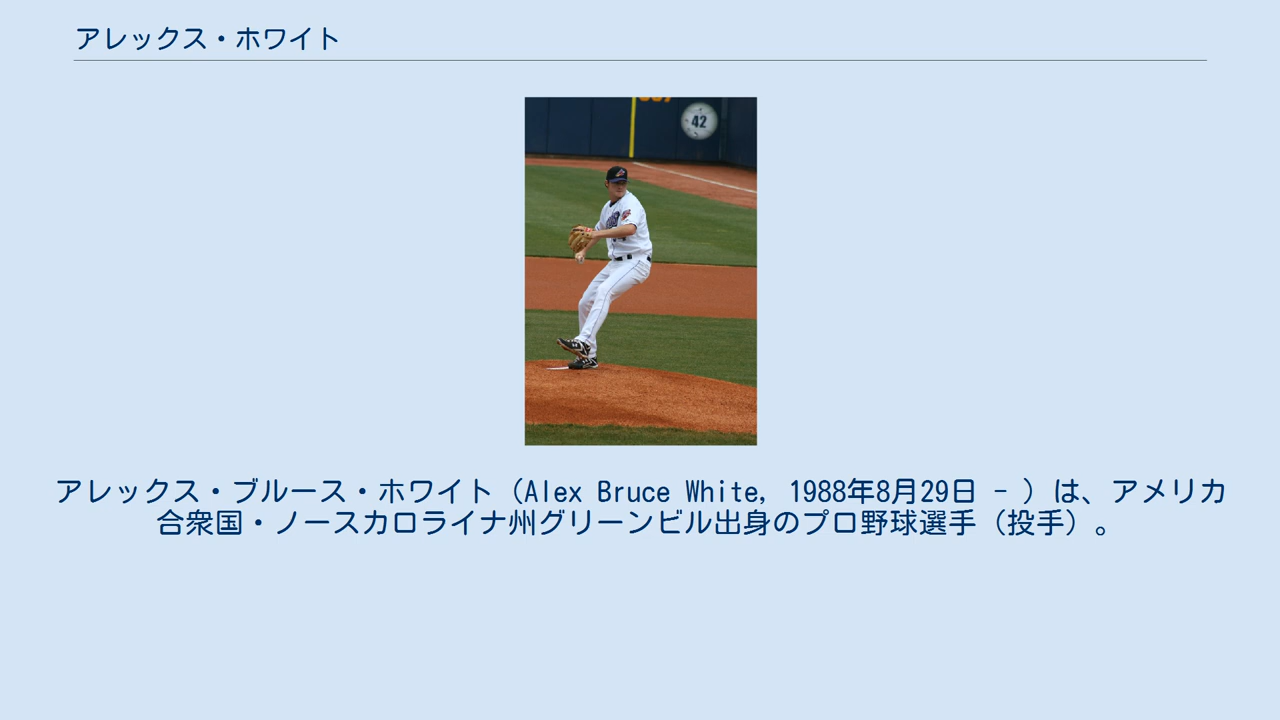 アレックス・ホワイト
42
アレックス・ブルース・ホワイト（Alex Bruce White, 1988年8月29日 - ）は、アメリカ
合衆国・ノースカロライナ州グリーンビル出身のプロ野球選手（投手）。